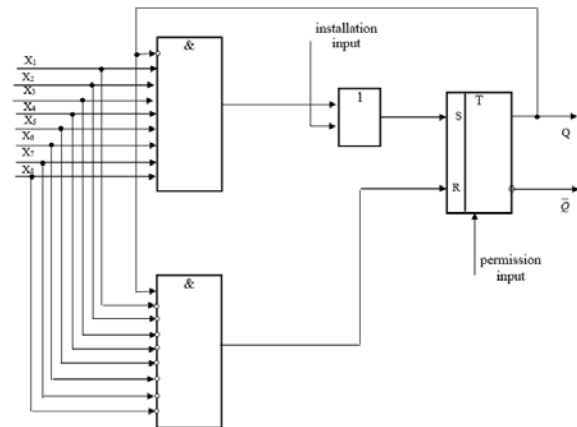 installation
input
&
X1
X2
X3
X4
X5
X6
X7
X8
1
S
T
Q
R
Q̅
permission
input
&